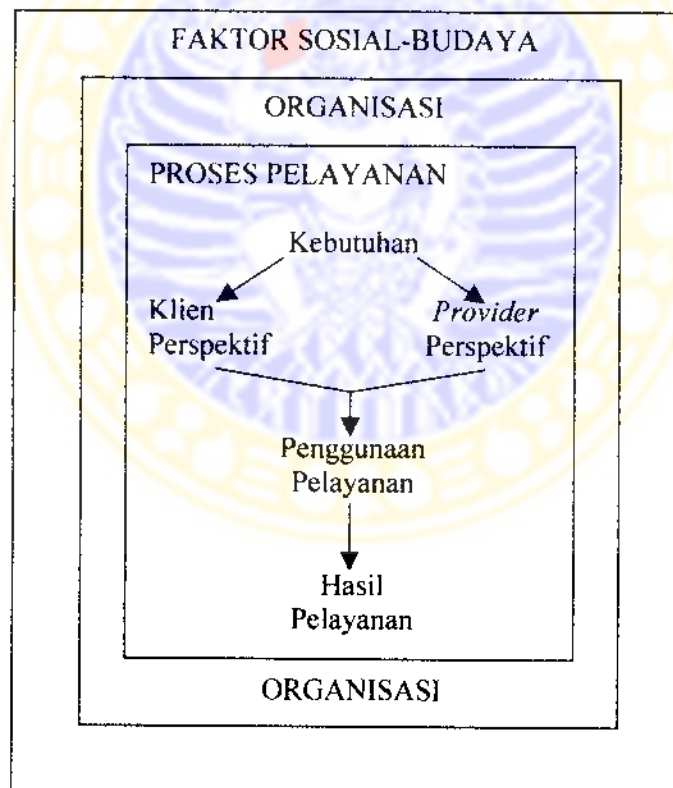 FAKTOR SOSIAL-BUDAYA
ORGANISASI
PROSES PELAYANAN
Kebutuhan
Klien
Perspektif
Provider
Perspektif
Penggunaan
Pelayanan
Hasil
Pelayanan
ORGANISASI